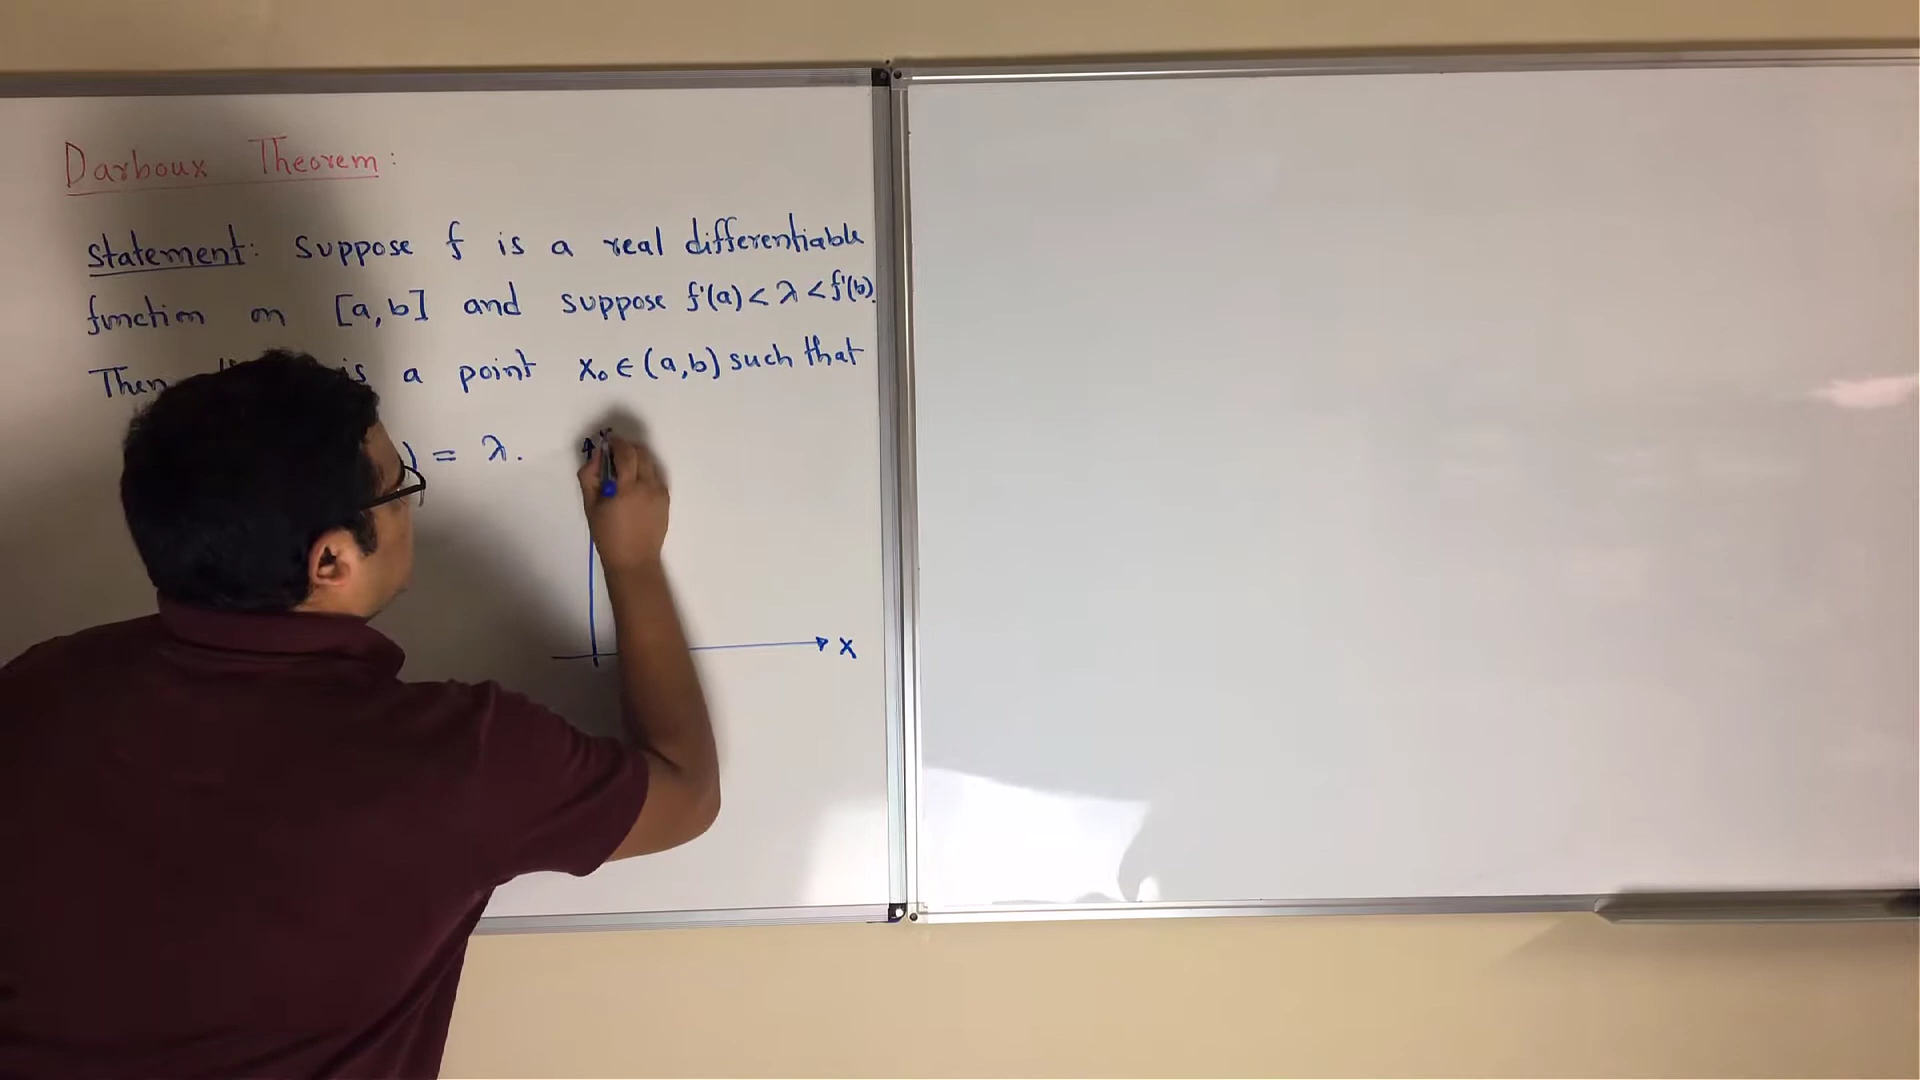 Darboux Theorem:
Statement: Suppose f is a real differentiable
function on [a,b] and suppose f'(a) < λ < f'(b).
Then is a point x₀ ∈ (a,b) such that
) = λ.
x